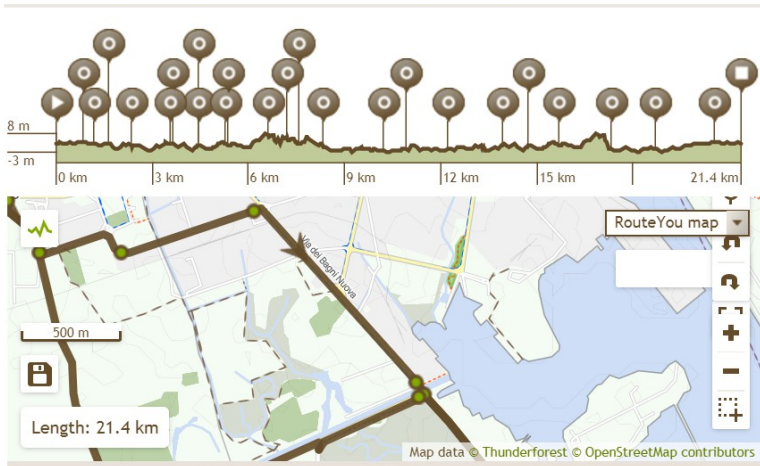 8 m
-3 m
0 km
3 km
6 km
9 km
12 km
15 km
21.4 km
RouteYou map
Via dei Bagni Nuova
500 m
Length: 21.4 km
Map data © Thunderforest © OpenStreetMap contributors